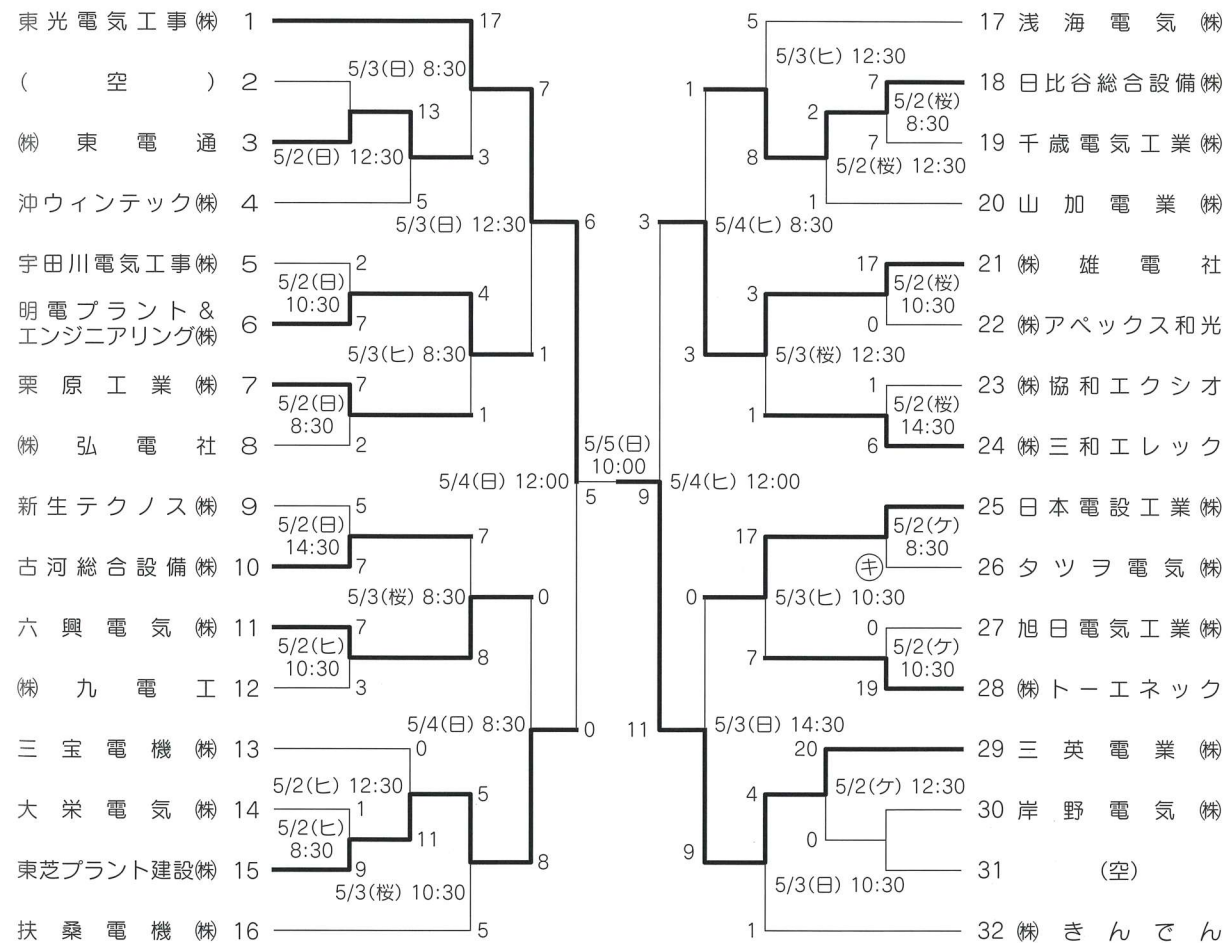 東光電気工事㈱ 1
( 空 ) 2
㈱東電通 3
沖ウィンテック㈱ 4
宇田川電気工事㈱ 5
明電プラント&
エンジニアリング㈱ 6
栗原工業㈱ 7
㈱弘電社 8
新生テクノス㈱ 9
古河総合設備㈱ 10
六興電気㈱ 11
㈱九電工 12
三宝電機㈱ 13
大栄電気㈱ 14
東芝プラント建設㈱ 15
扶桑電機㈱ 16
17
5/3(日) 8:30
7
13
5/2(日) 12:30
3
5
5/3(日) 12:30
6
2
5/2(日)
10:30
4
7
5/3(ヒ) 8:30
1
7
5/2(日)
8:30
1
2
5/4(日) 12:00
5
5/2(日)
14:30
7
7
5/3(桜) 8:30
0
7
5/2(ヒ)
10:30
8
3
5/4(日) 8:30
0
0
5/2(ヒ) 12:30
5
1
5/2(ヒ)
8:30
11
9
8
5/3(桜) 10:30
5
5/5(日)
10:00
5
9
5
5/3(ヒ) 12:30
1
7
2
5/2(桜)
8:30
7
8
5/2(桜) 12:30
1
3
5/4(ヒ) 8:30
17
3
5/2(桜)
10:30
0
3
5/3(桜) 12:30
1
5/2(桜)
14:30
1
6
5/4(ヒ) 12:00
17
5/2(ケ)
8:30
㋖
0
5/3(ヒ) 10:30
0
5/2(ケ)
10:30
7
19
11
5/3(日) 14:30
20
4
5/2(ケ) 12:30
0
9
5/3(日) 10:30
1
17 浅海電気㈱
18 日比谷総合設備㈱
19 千歳電気工業㈱
20 山加電業㈱
21 ㈱雄電社
22 ㈱アペックス和光
23 ㈱協和エクシオ
24 ㈱三和エレック
25 日本電設工業㈱
26 タツヲ電気㈱
27 旭日電気工業㈱
28 ㈱トーエネック
29 三英電業㈱
30 岸野電気㈱
31 (空)
32 ㈱きんでん